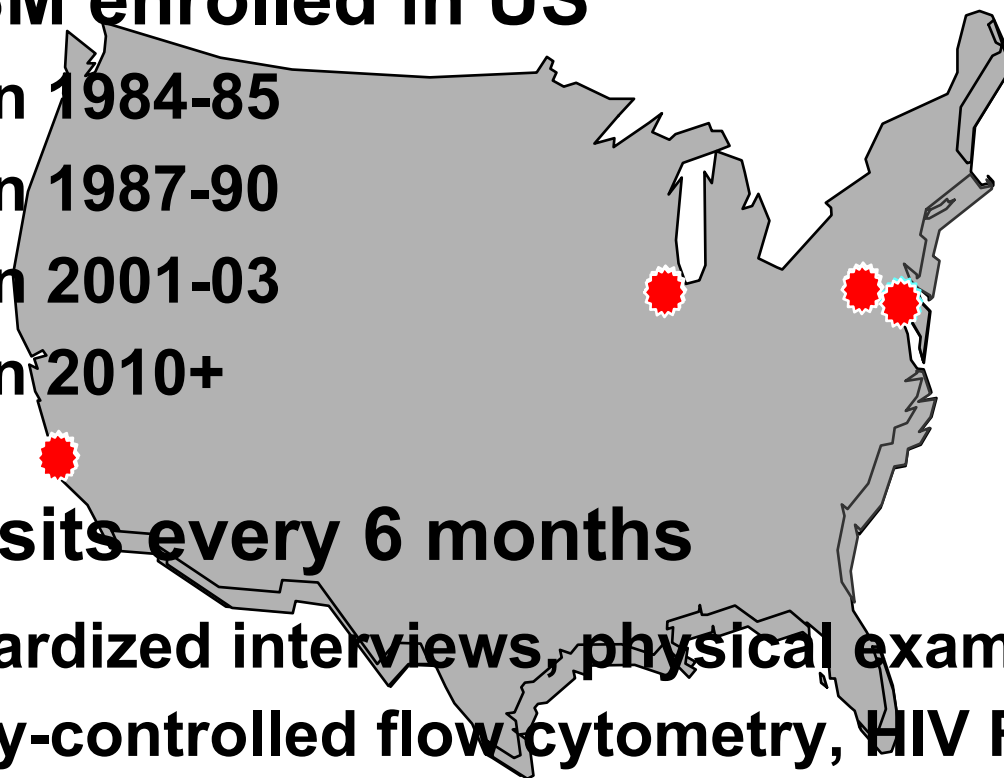 SM enrolled in US
n 1984-85
n 1987-90
n 2001-03
n 2010+
sits every 6 months
ardized interviews, physical exam
y-controlled flow cytometry, HIV